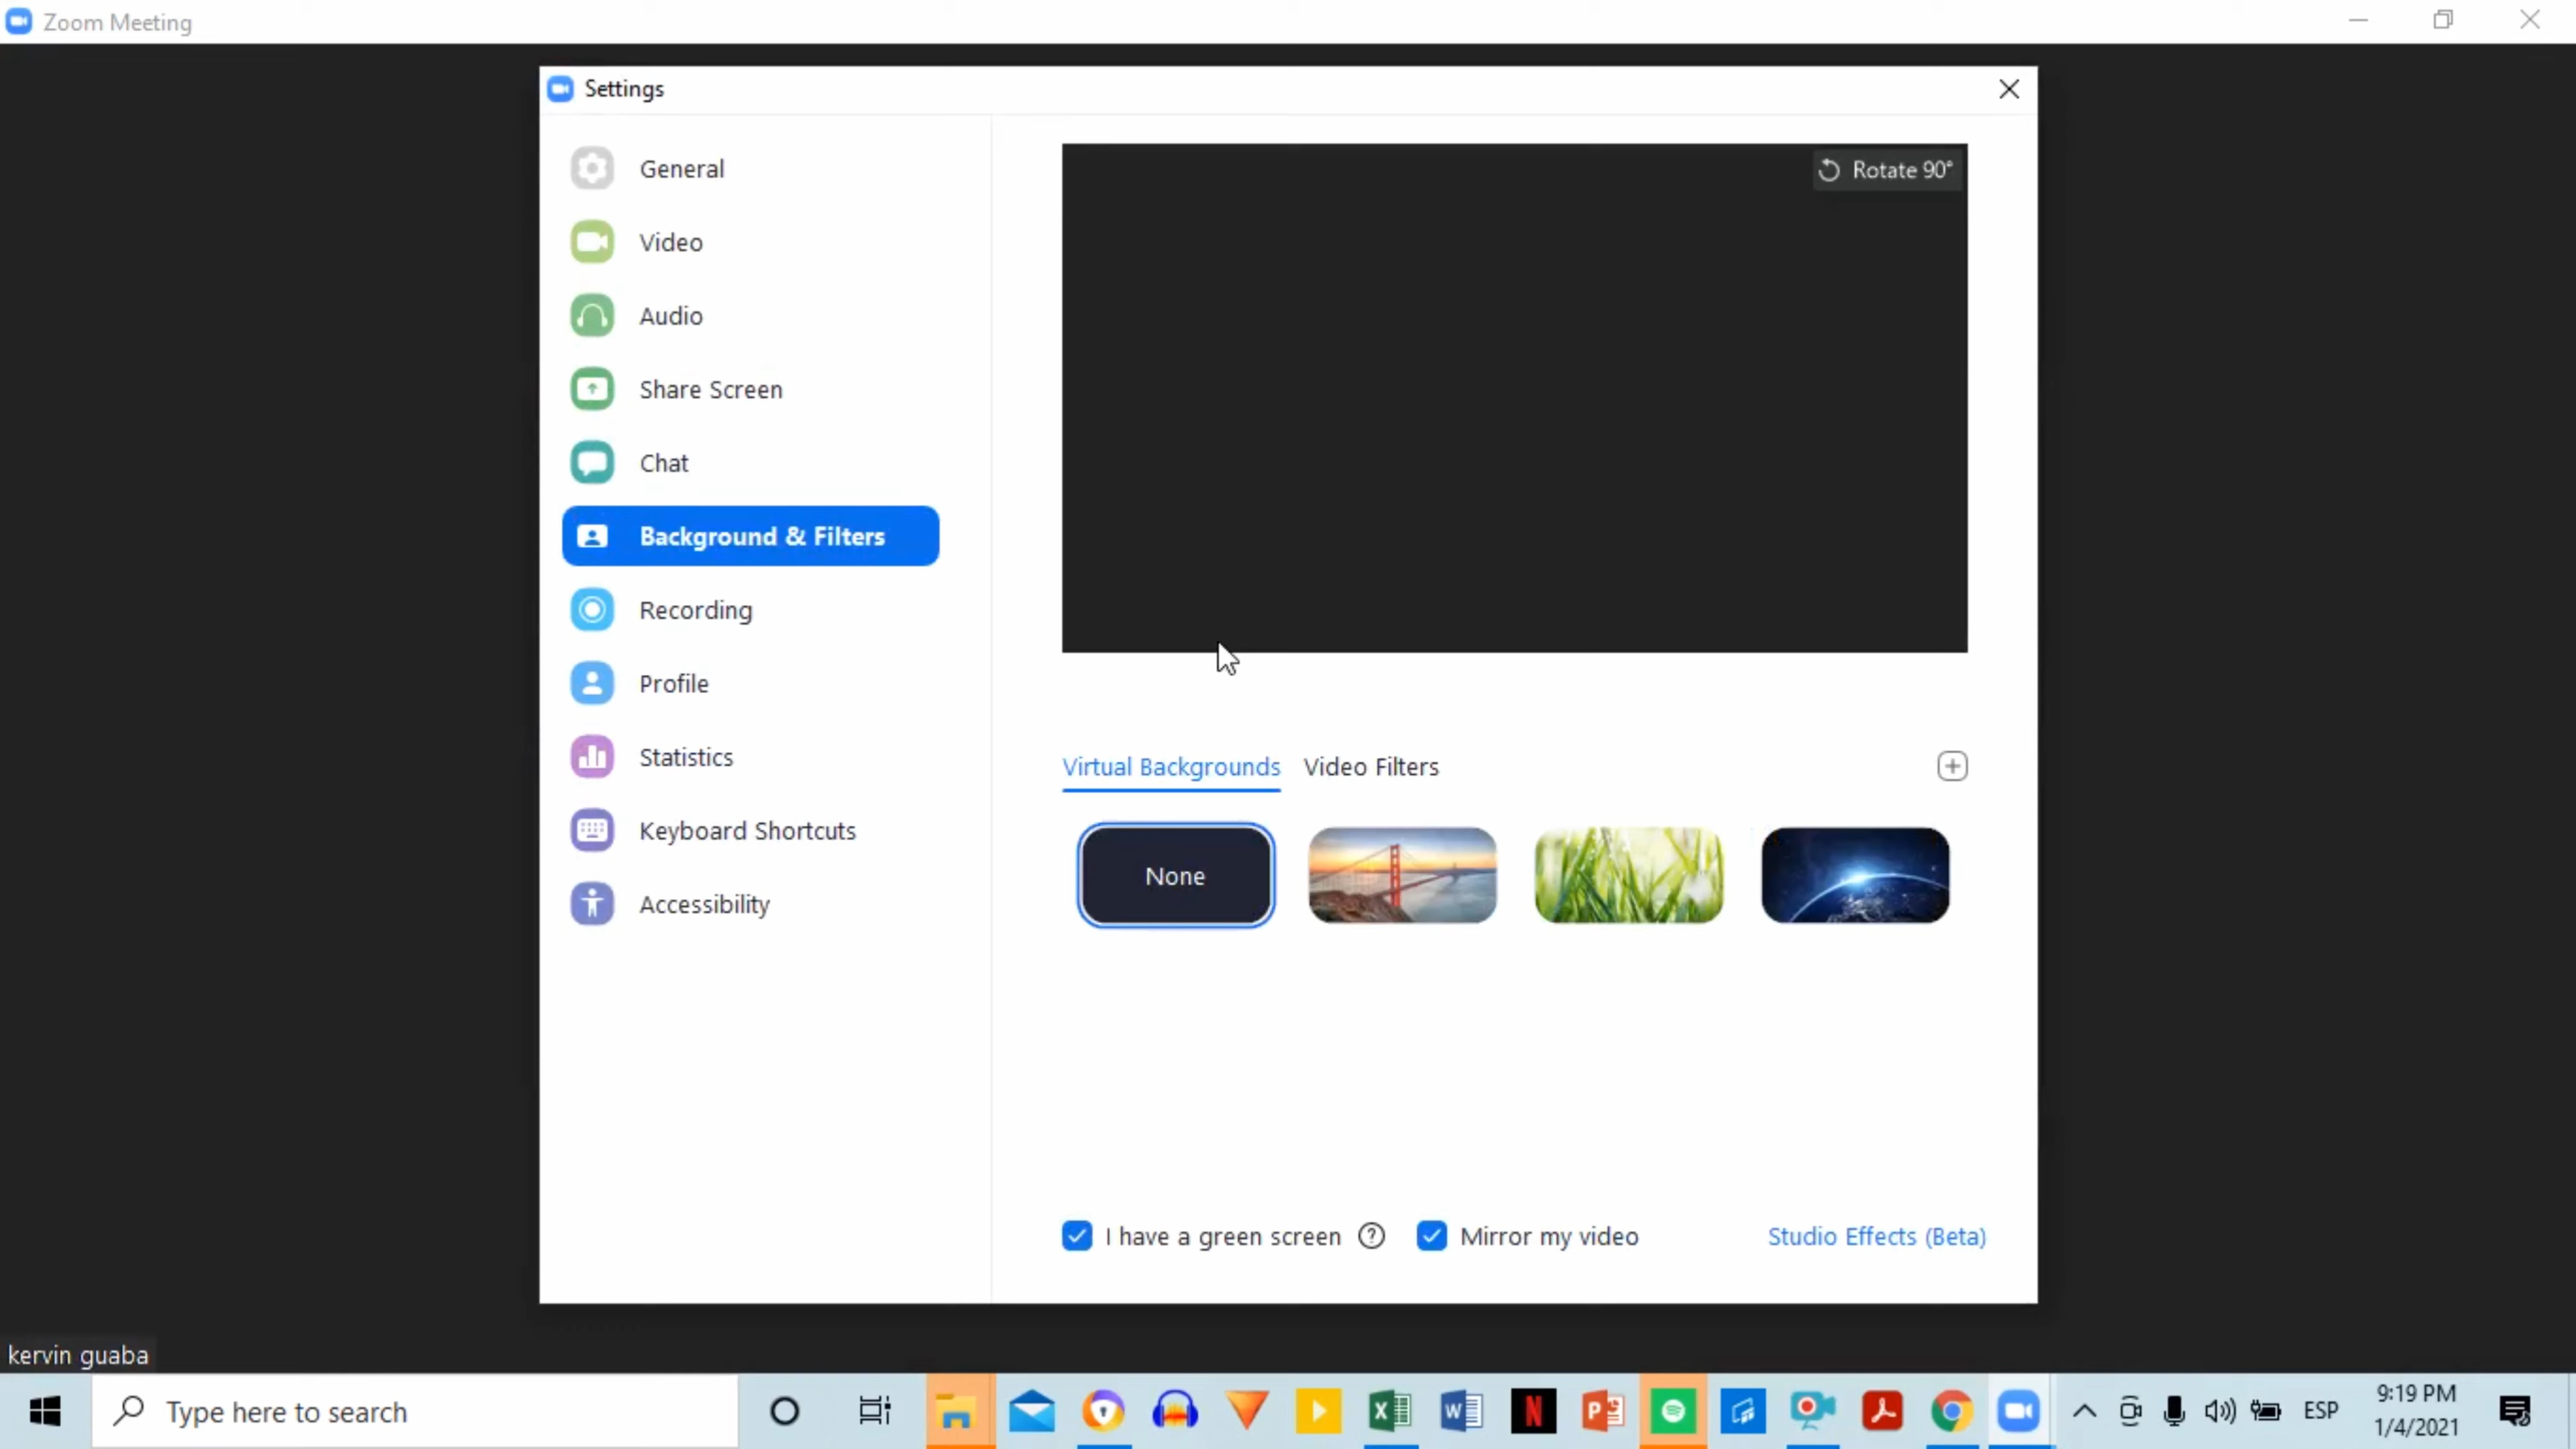 Zoom Meeting
Settings
General
Video
Audio
Share Screen
Chat
Background & Filters
Recording
Profile
Statistics
Keyboard Shortcuts
Accessibility
Rotate 90°
Virtual Backgrounds
Video Filters
None
I have a green screen
Mirror my video
Studio Effects (Beta)
kervin guaba
Type here to search
ESP
9:19 PM
1/4/2021